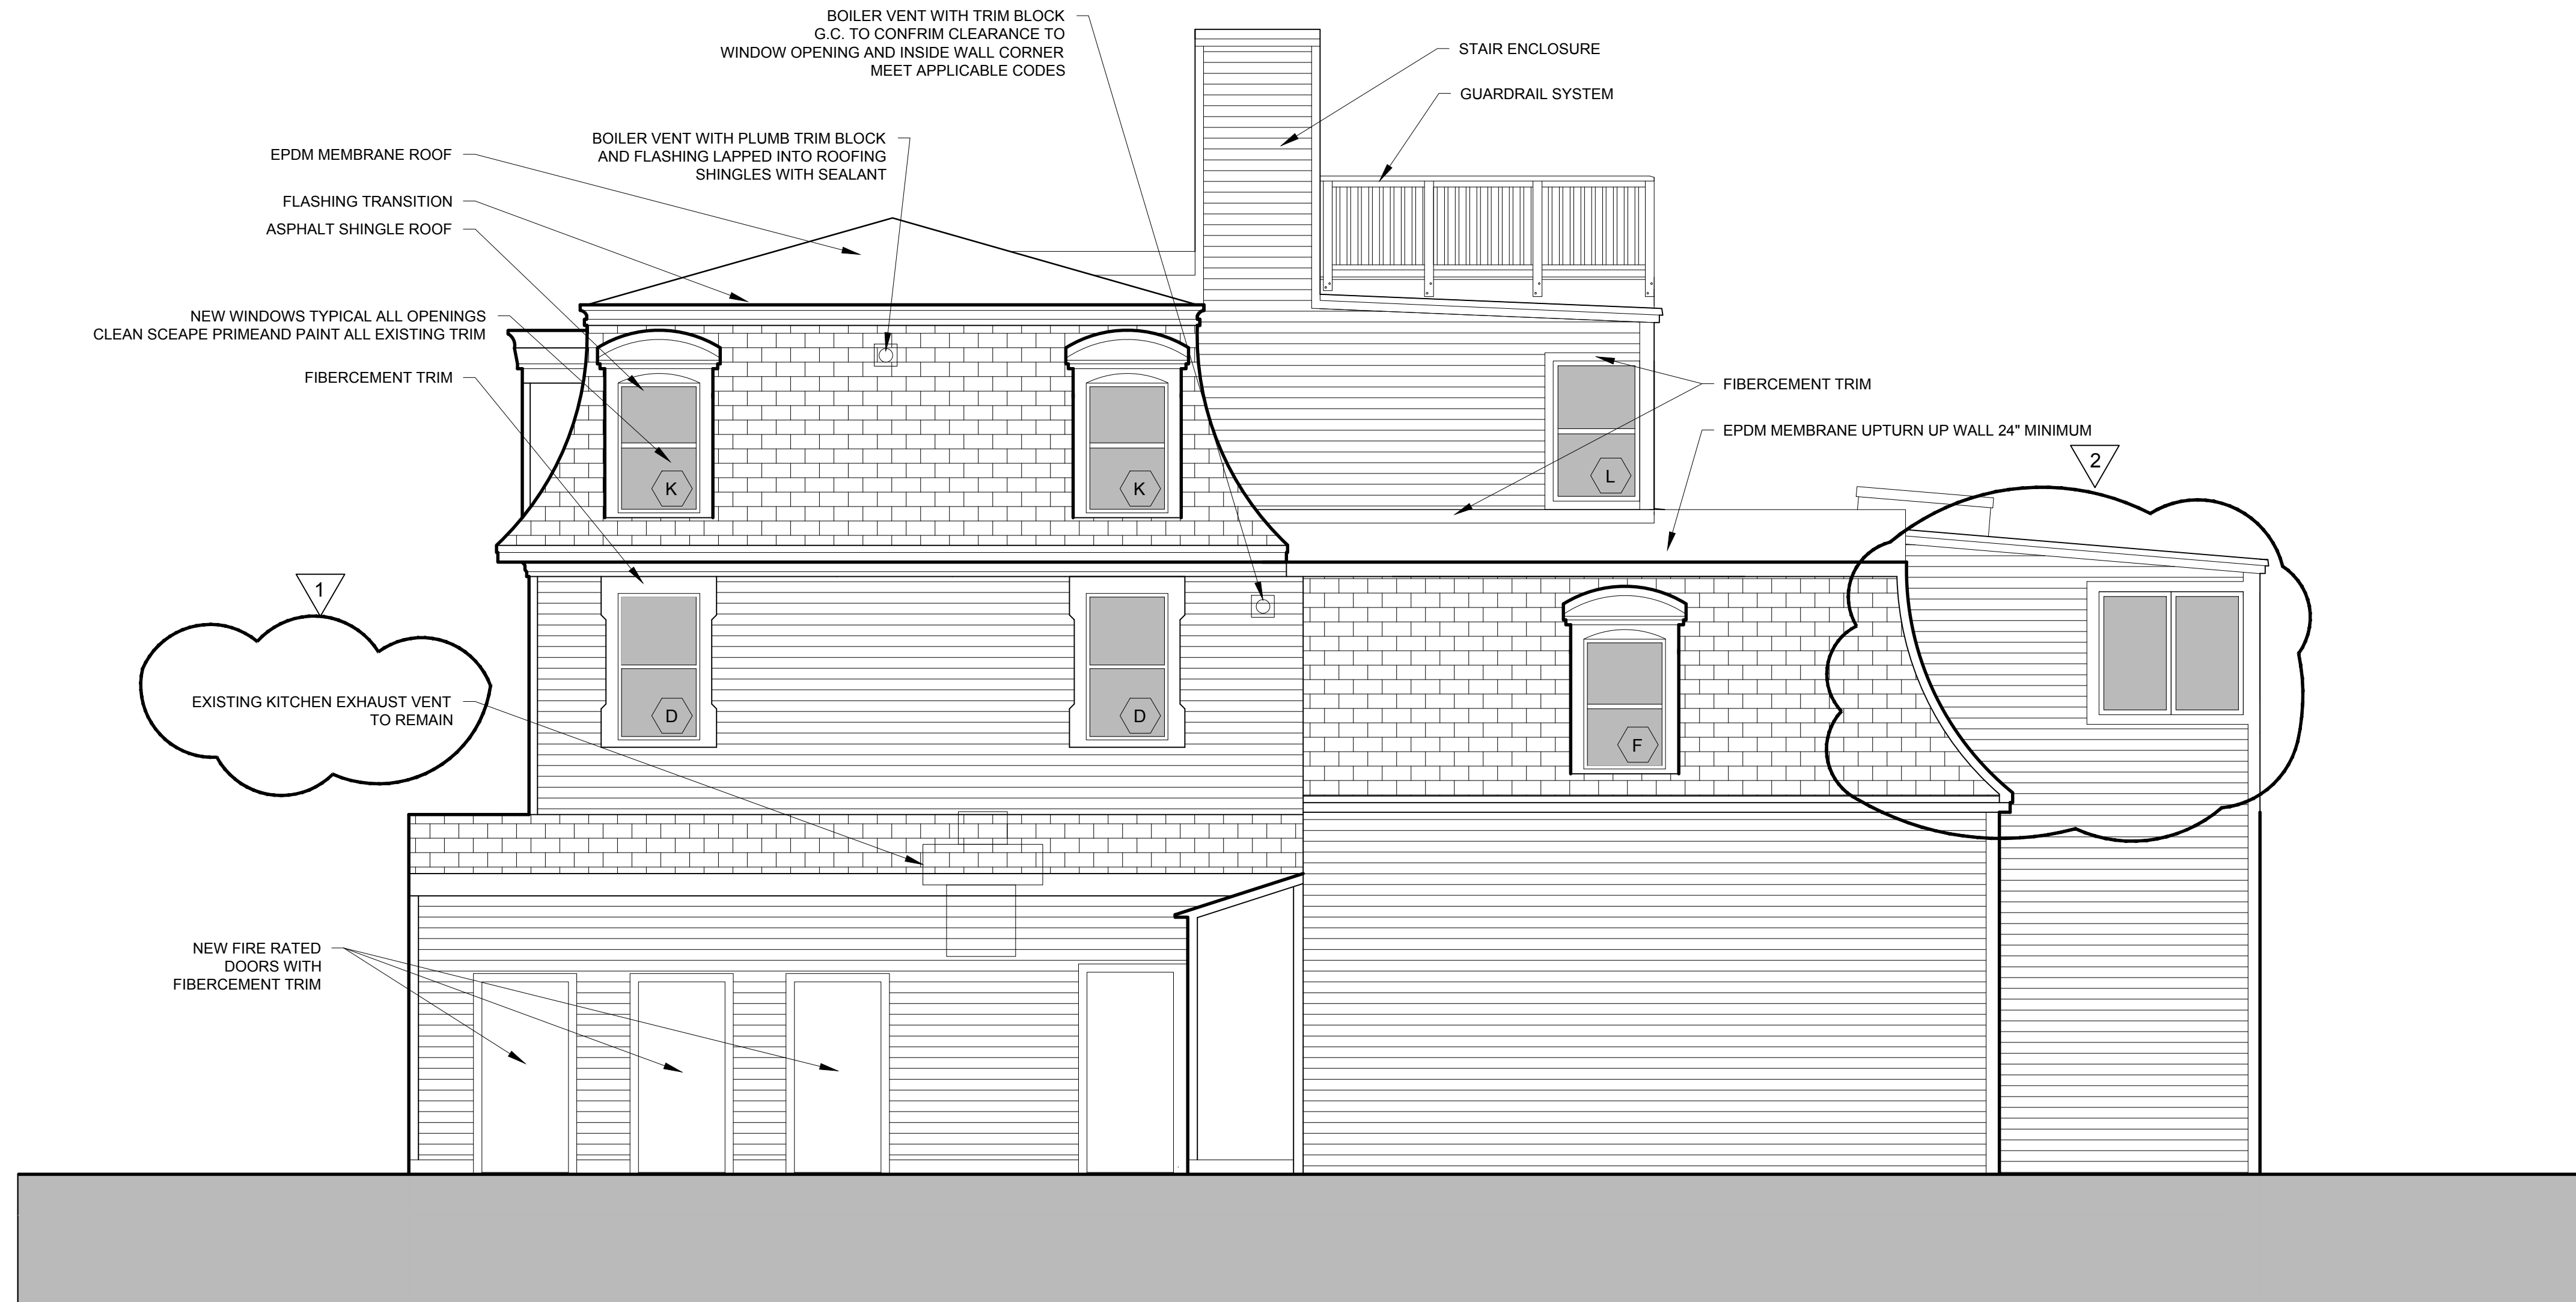 BOILER VENT WITH TRIM BLOCK
G.C. TO CONFRIM CLEARANCE TO
WINDOW OPENING AND INSIDE WALL CORNER
MEET APPLICABLE CODES
STAIR ENCLOSURE
GUARDRAIL SYSTEM
BOILER VENT WITH PLUMB TRIM BLOCK
AND FLASHING LAPPED INTO ROOFING
SHINGLES WITH SEALANT
EPDM MEMBRANE ROOF
FLASHING TRANSITION
ASPHALT SHINGLE ROOF
NEW WINDOWS TYPICAL ALL OPENINGS
CLEAN SCEAPE PRIMEAND PAINT ALL EXISTING TRIM
FIBERCEMENT TRIM
FIBERCEMENT TRIM
EPDM MEMBRANE UPTURN UP WALL 24" MINIMUM
2
K
K
L
1
EXISTING KITCHEN EXHAUST VENT
TO REMAIN
D
D
F
NEW FIRE RATED
DOORS WITH
FIBERCEMENT TRIM